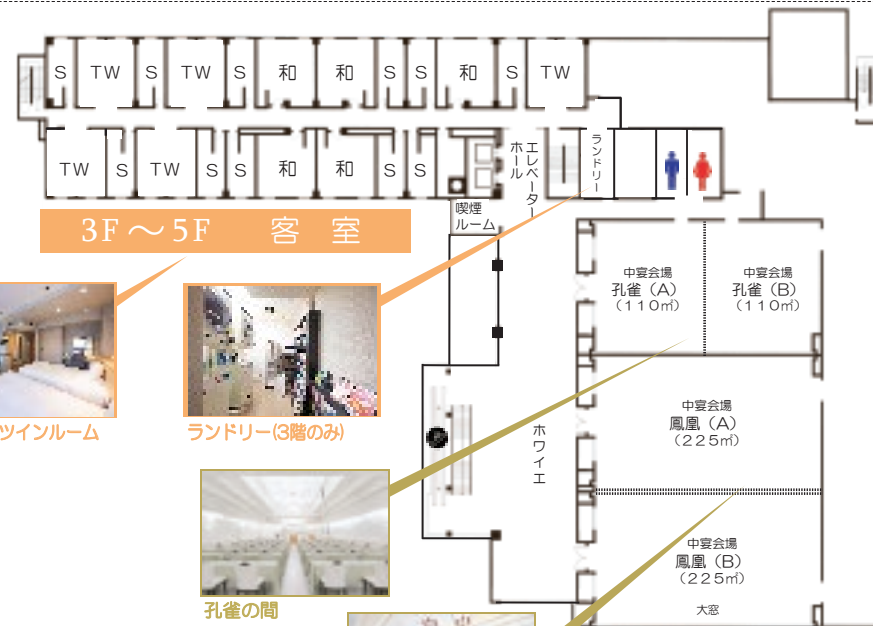 S TW S TW S 和 和 S S 和 S TW
TW S TW S S 和 和 S S
エレベーター
ホール
ランドリー
喫煙
ルーム
3F～5F 客 室
中宴会場
孔雀（A）
（110㎡）
中宴会場
孔雀（B）
（110㎡）
ツインルーム
ランドリー(3階のみ)
中宴会場
鳳凰（A）
（225㎡）
ホワイエ
孔雀の間
中宴会場
鳳凰（B）
（225㎡）
大窓